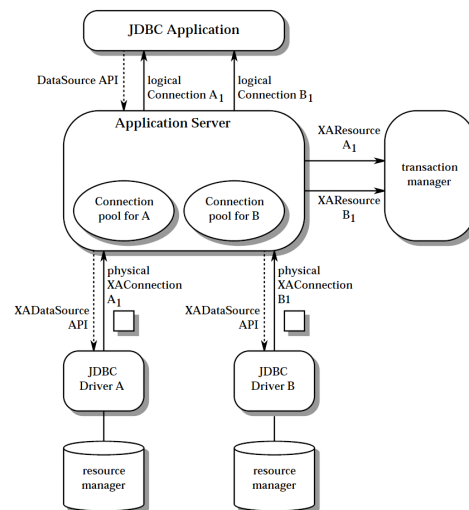 JDBC Application
DataSource API
logical
Connection A1
logical
Connection B1
Application Server
XAResource
A1
XAResource
B1
transaction
manager
Connection
pool for A
Connection
pool for B
physical
XAConnection
A1
XADataSource
API
physical
XAConnection
B1
XADataSource
API
JDBC
Driver A
JDBC
Driver B
resource
manager
resource
manager